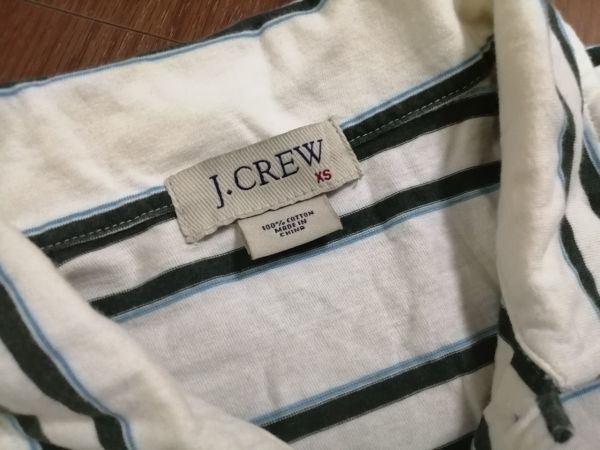 J.CREW
XS
100% COTTON
MADE IN
CHINA